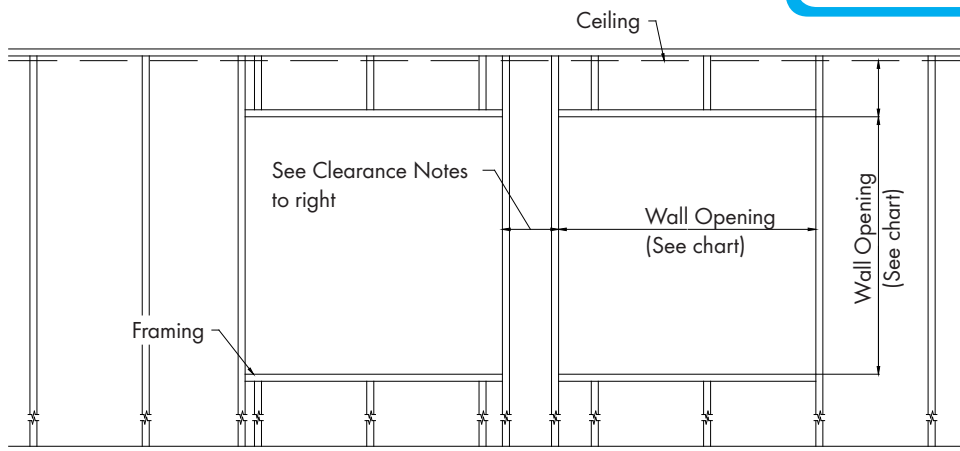 Ceiling
See Clearance Notes
to right
Wall Opening
(See chart)
Wall Opening
(See chart)
Framing